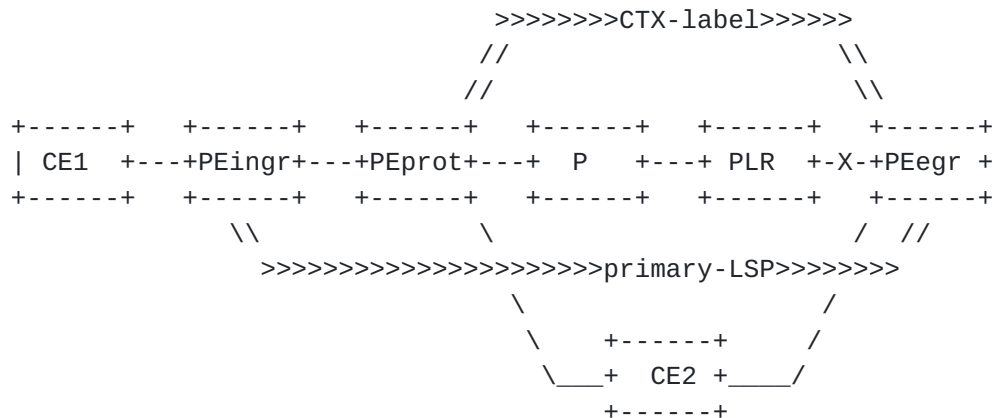 >>>>>>>>CTX-label>>>>>>
// \\
// \\
+------+ +------+ +------+ +------+ +------+ +------+
| CE1 +---+PEingr+---+PEprot+---+ P +---+ PLR +-X-+PEegr +
+------+ +------+ +------+ +------+ +------+ +------+
\\ \ / //
>>>>>>>>>>>>>>>>>>>>>>primary-LSP>>>>>>>>
\ /
\ +------+ /
\___+ CE2 +____/
+------+